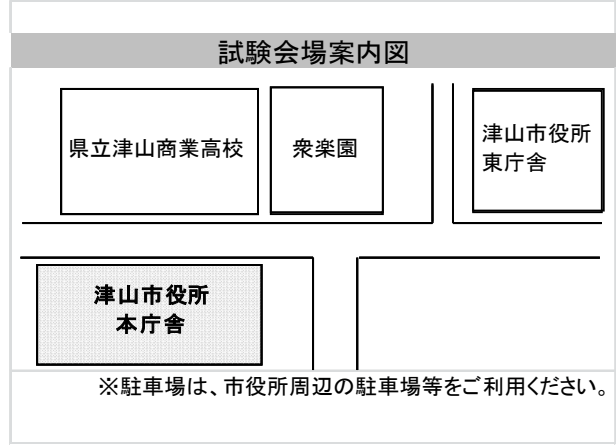 試験会場案内図
県立津山商業高校
衆楽園
津山市役所
東庁舎
津山市役所
本庁舎
※駐車場は、市役所周辺の駐車場等をご利用ください。